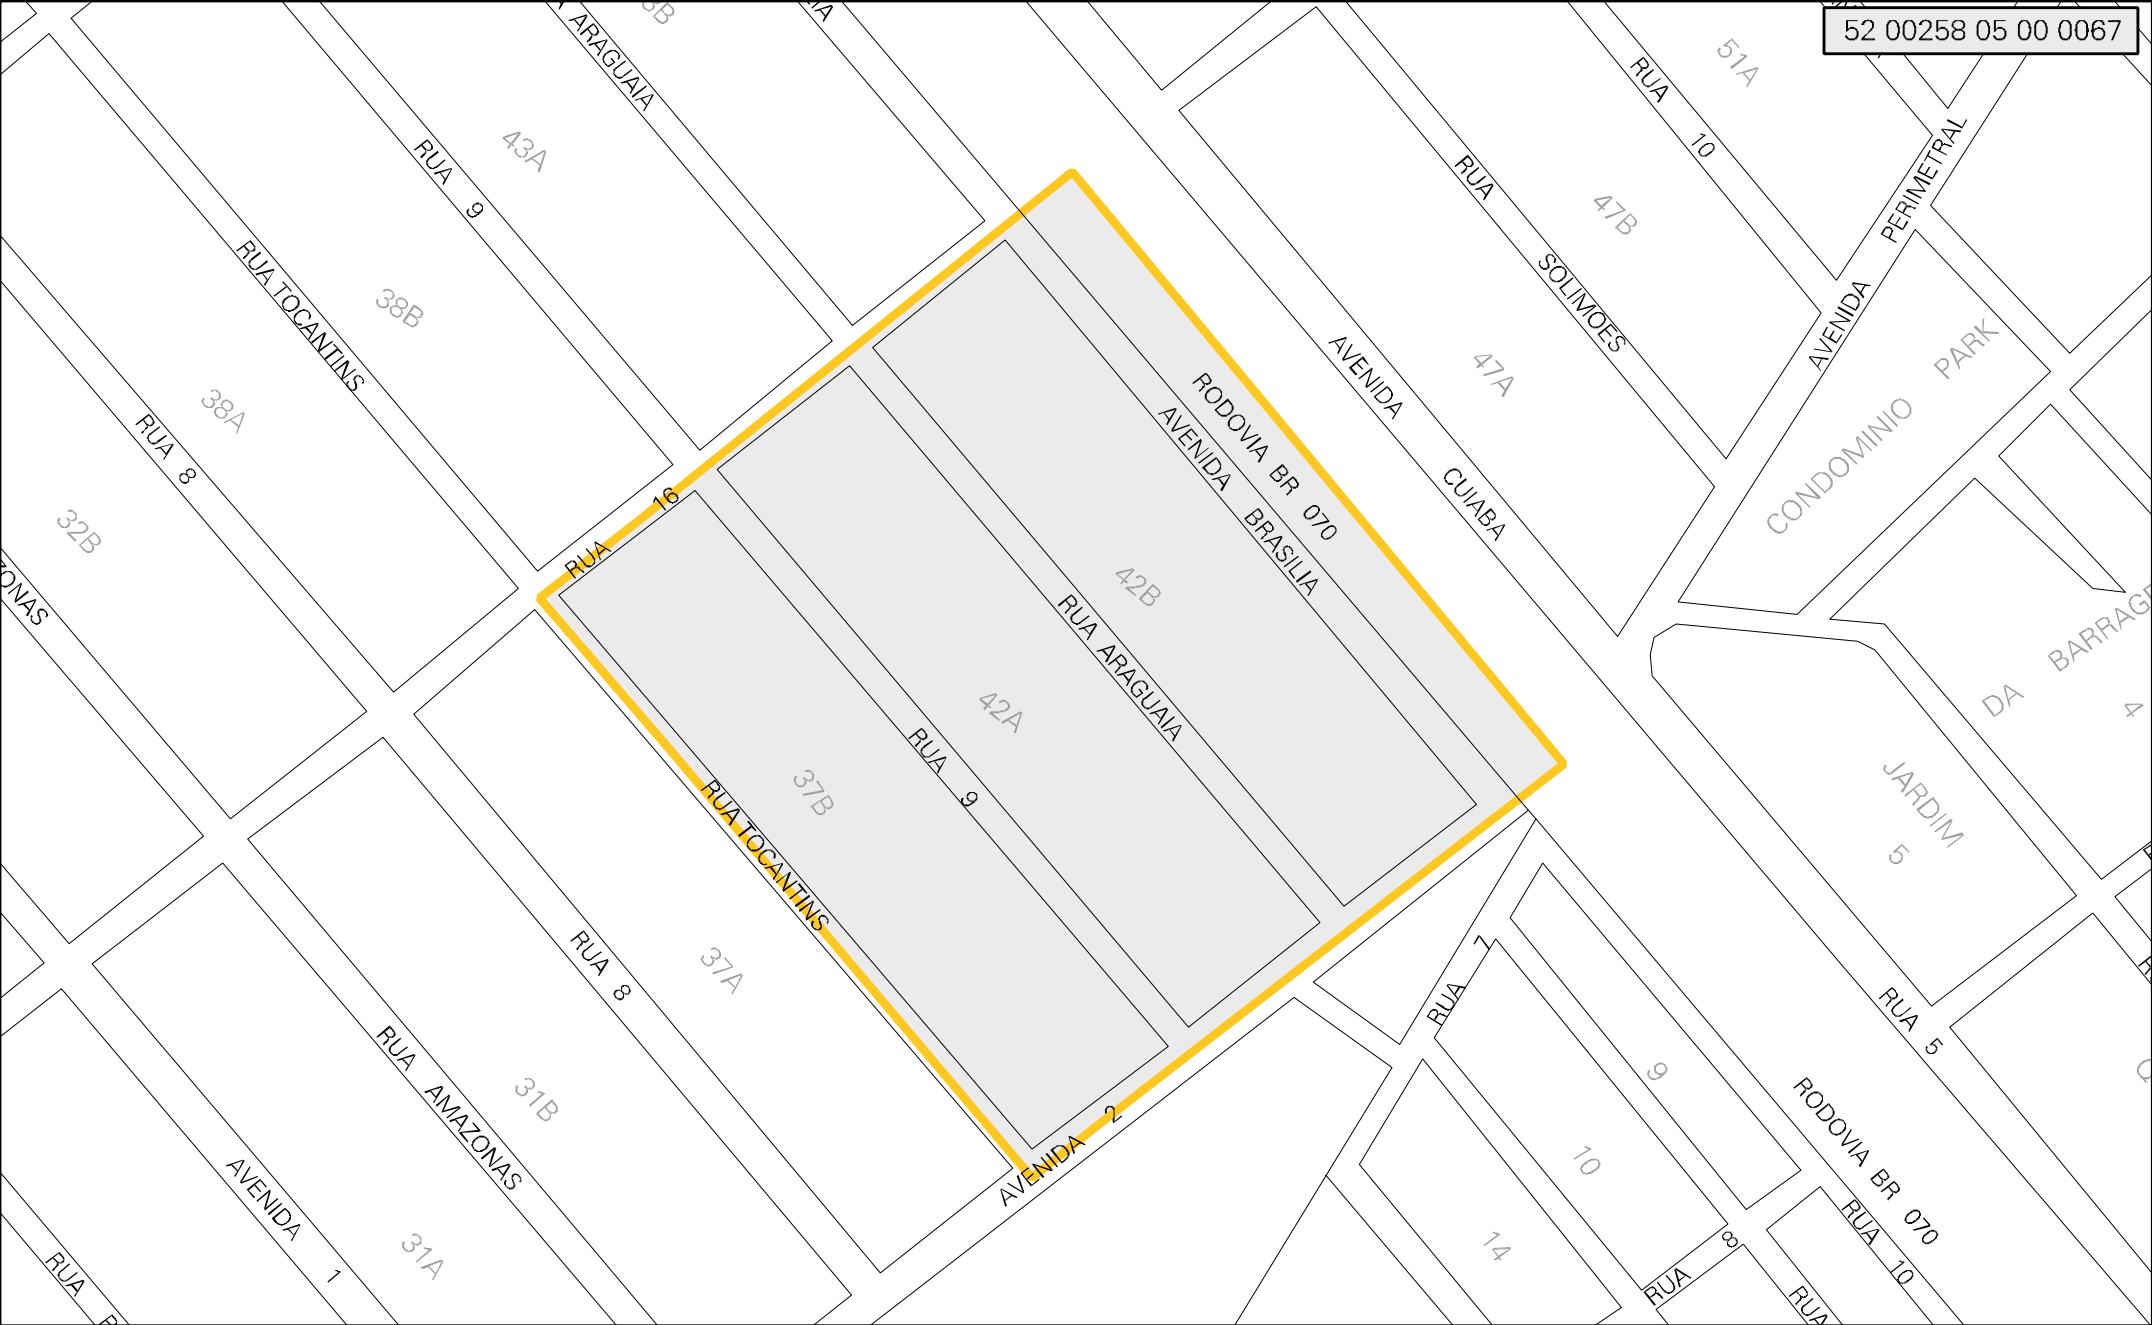 52 00258 05 00 0067
ARAGUAIA
51A
RUA 10
AVENIDA PERIMETRAL
43A
RUA 9
RUA SOLIMOES
47B
RUA TOCANTINS
38B
AVENIDA CUIABA
47A
CONDOMINIO PARK
38A
RUA 8
RODOVIA BR 070
AVENIDA BRASILIA
32B
RUA 16
42B
RUA ARAGUAIA
42A
RUA 9
37B
RUA TOCANTINS
JARDIM
DA
4
5
37A
RUA 8
RUA 7
RUA 5
RUA AMAZONAS
31B
9
10
14
RODOVIA BR 070
AVENIDA 2
AVENIDA 1
31A
RUA 8
RUA 10
RUA
RUA